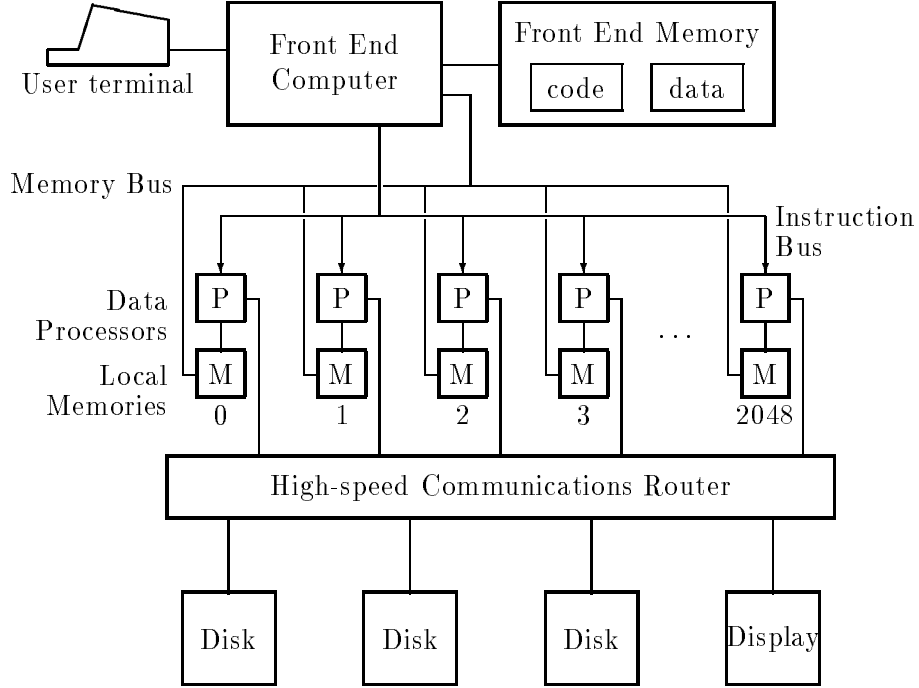 Front End
Computer
Front End Memory
code data
User terminal
Memory Bus
Instruction
Bus
P P P P P
Data
Processors
...
Local
Memories
M M M M M
0 1 2 3 2048
High-speed Communications Router
Disk Disk Disk Display